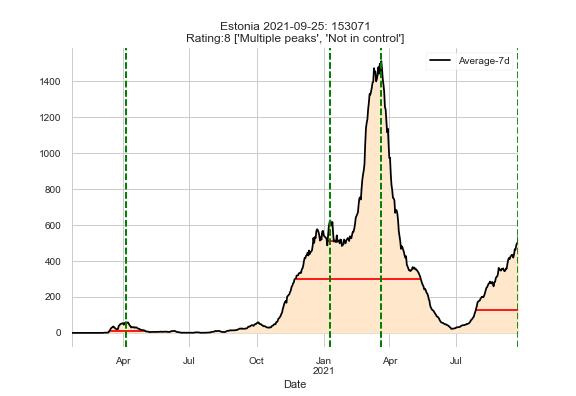 Estonia 2021-09-25: 153071
Rating:8 ['Multiple peaks', 'Not in control']
Average-7d
1400
1200
1000
800
600
400
200
0
Apr
Jul
Oct
Jan
2021
Apr
Jul
Date